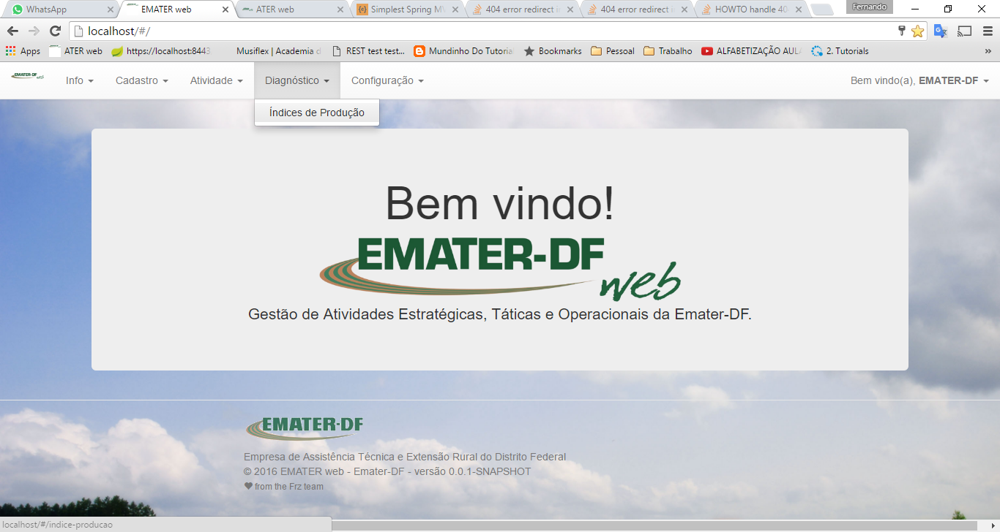 WhatsApp EMATER web ATER web Simplest Spring MV 404 error redirect i 404 error redirect i HOWTO handle 40 Fernando
localhost/#/
Apps ATER web https://localhost:8443 Musiflex | Academia d REST test test... Mundinho Do Tutoria Bookmarks Pessoal Trabalho ALFABETIZAÇÃO AUL 2. Tutorials »
EMATER-DF web Info Cadastro Atividade Diagnóstico Configuração Bem vindo(a), EMATER-DF
Índices de Produção
Bem vindo!
EMATER-DF
web
Gestão de Atividades Estratégicas, Táticas e Operacionais da Emater-DF.
EMATER-DF
Empresa de Assistência Técnica e Extensão Rural do Distrito Federal
© 2016 EMATER web - Emater-DF - versão 0.0.1-SNAPSHOT
from the Frz team
localhost/#/indice-producao